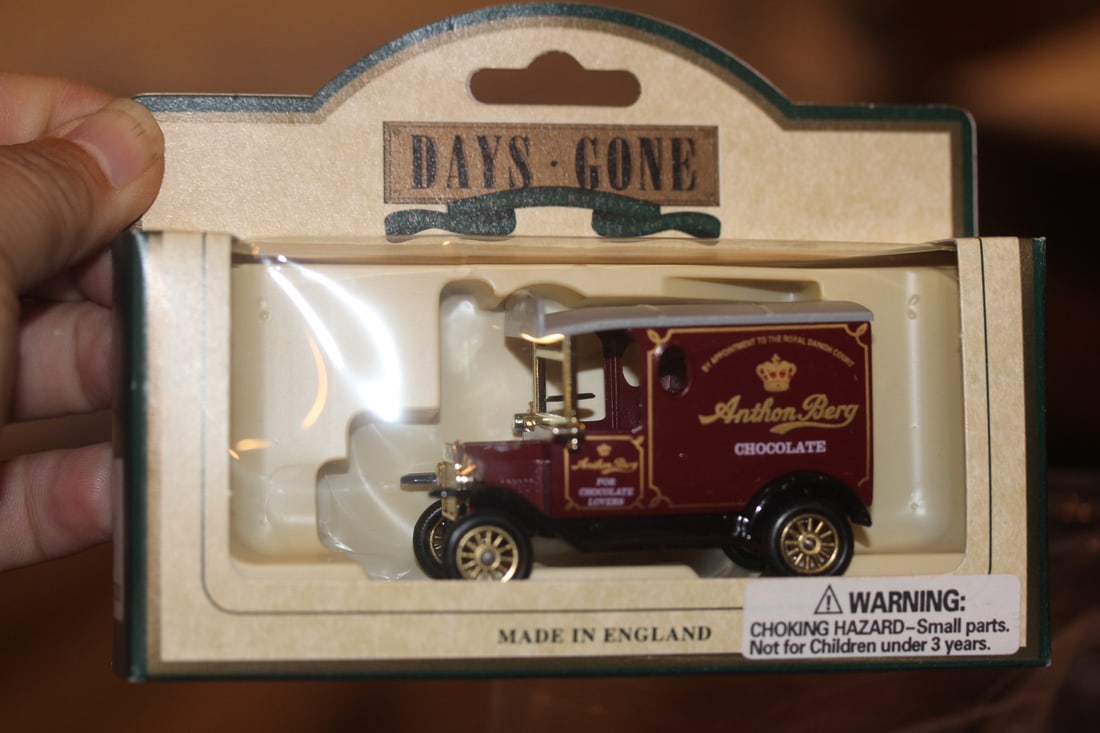 DAYS · GONE
BY APPOINTMENT TO THE ROYAL DANISH COURT
Anthon Berg
CHOCOLATE
Anthon Berg
FOR
CHOCOLATE
LOVERS
MADE IN ENGLAND
⚠ WARNING:
CHOKING HAZARD–Small parts.
Not for Children under 3 years.